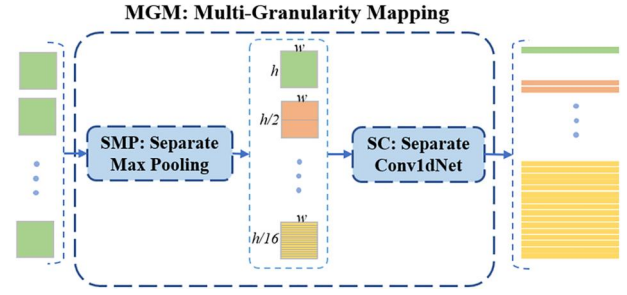 MGM: Multi-Granularity Mapping
w
h
w
h/2
SMP: Separate
Max Pooling
SC: Separate
Conv1dNet
w
h/16